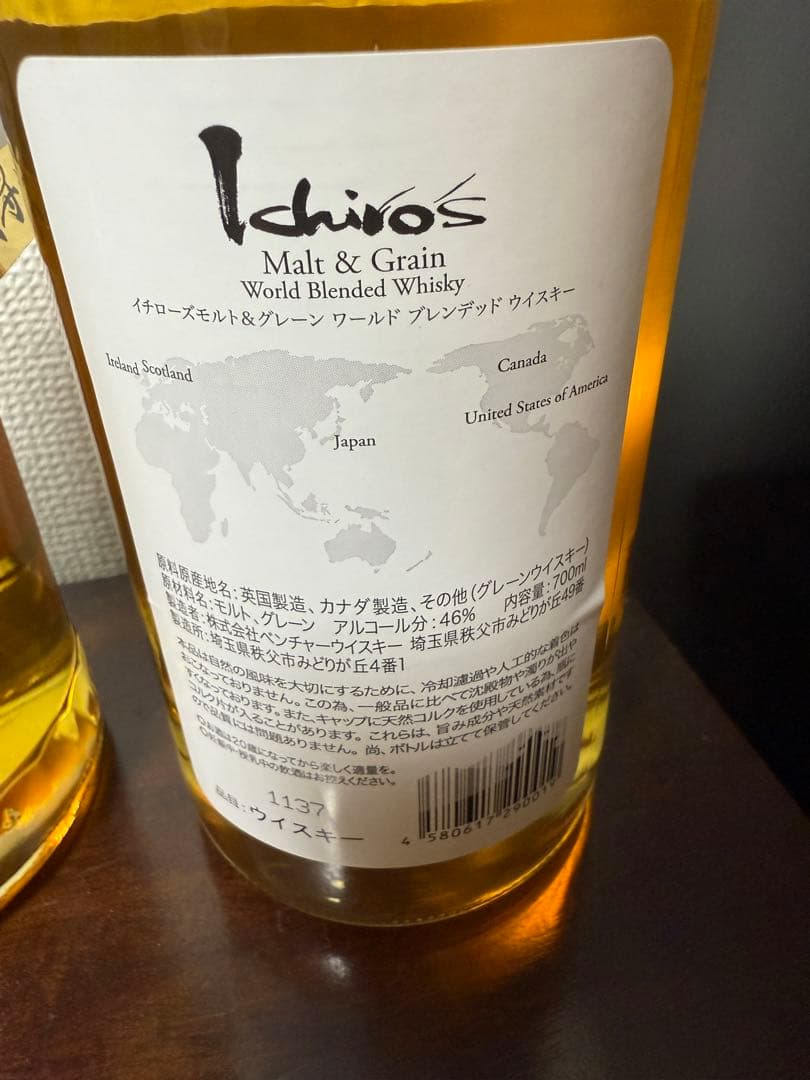 Ichiro's
Malt & Grain
World Blended Whisky
イチローズモルト&グレーン ワールド ブレンデッド ウイスキー
Ireland Scotland
Canada
United States of America
Japan
原料原産地名:英国製造、カナダ製造、その他(グレーンウイスキー)
原材料名:モルト、グレーン アルコール分:46% 内容量:700ml
製造者:株式会社ベンチャーウイスキー 埼玉県秩父市みどりが丘49番
製造所:埼玉県秩父市みどりが丘4番1
本品は自然の風味を大切にするために、冷却濾過や人工的な着色は
おこなっておりません。この為、一般品に比べて沈殿物や濁りが出や
すくなっております。また、キャップに天然コルクを使用している為、瓶に
コルク片が入ることがあります。これらは、旨み成分や天然素材です
ので品質には問題ありません。尚、ボトルは立てて保管してください。
○お酒は20歳になってから楽しく適量を。
○妊娠中・授乳中の飲酒はお控えください。
1137
品目:ウイスキー
4 580617 290019